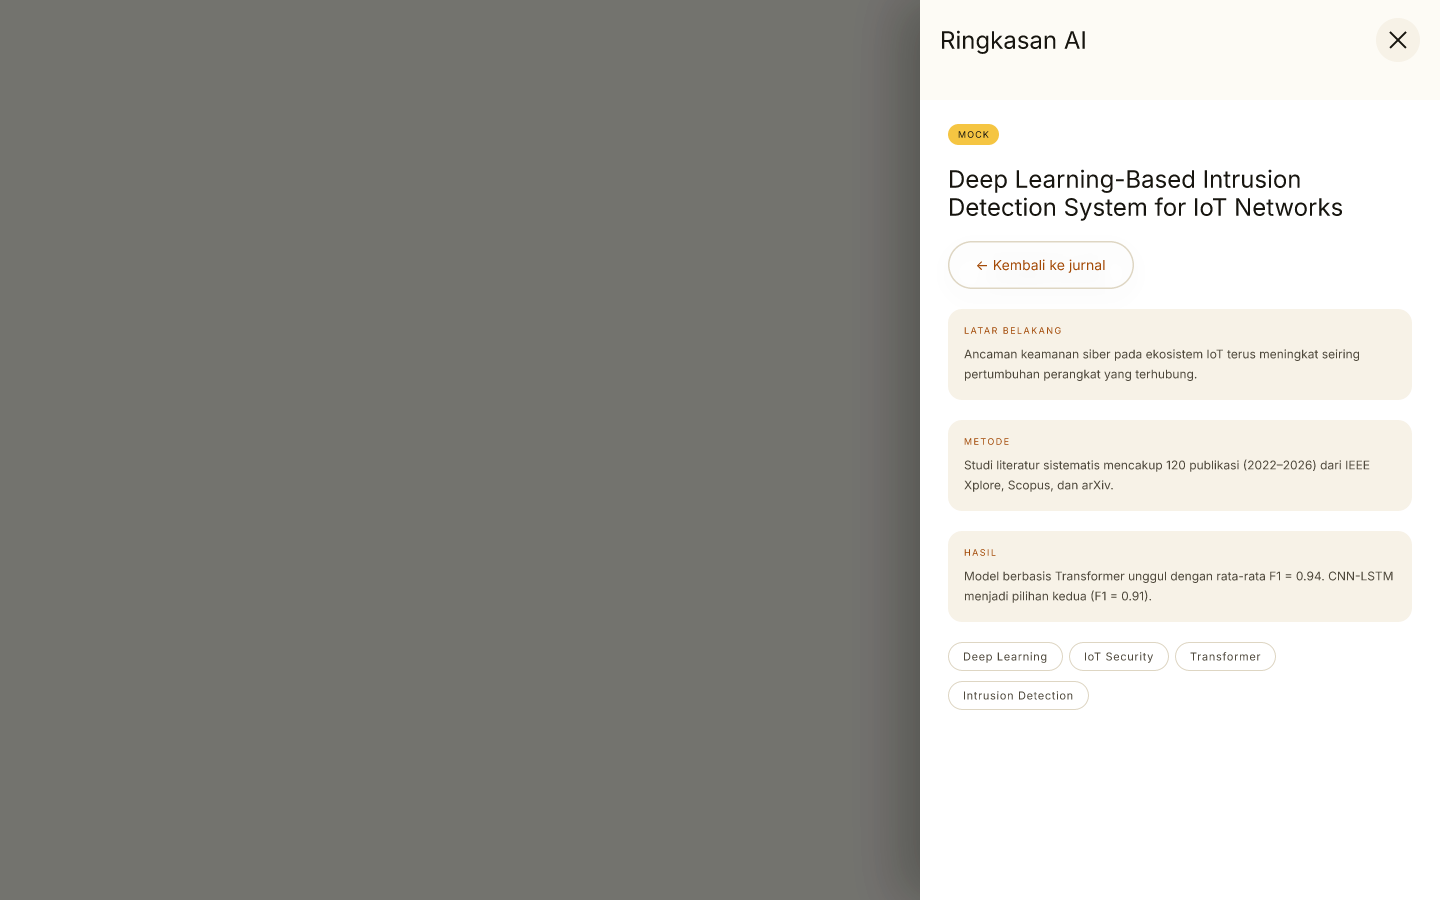 Ringkasan AI
MOCK
Deep Learning-Based Intrusion
Detection System for IoT Networks
← Kembali ke jurnal
LATAR BELAKANG
Ancaman keamanan siber pada ekosistem IoT terus meningkat seiring
pertumbuhan perangkat yang terhubung.
METODE
Studi literatur sistematis mencakup 120 publikasi (2022–2026) dari IEEE
Xplore, Scopus, dan arXiv.
HASIL
Model berbasis Transformer unggul dengan rata-rata F1 = 0.94. CNN-LSTM
menjadi pilihan kedua (F1 = 0.91).
Deep Learning
IoT Security
Transformer
Intrusion Detection